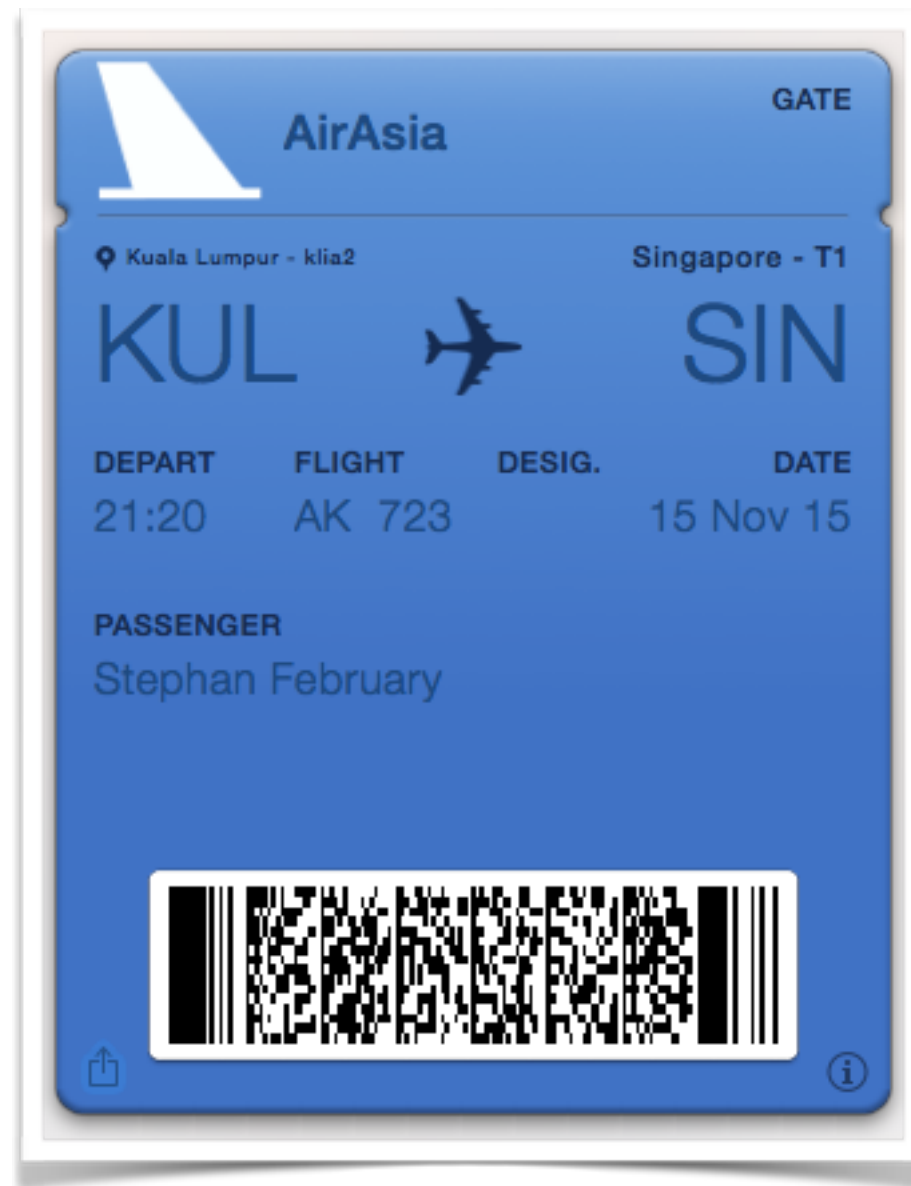 GATE
AirAsia
Kuala Lumpur - klia2 Singapore - T1
KUL SIN
DEPART FLIGHT DESIG. DATE
21:20 AK 723 15 Nov 15
PASSENGER
Stephan February